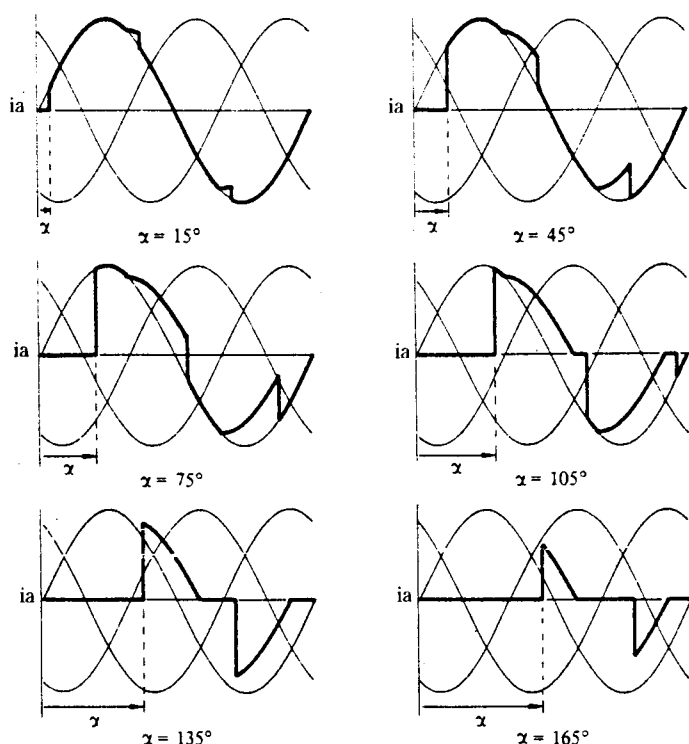 ia
ia
α
α
α = 15°
α = 45°
ia
ia
α
α
α = 75°
α = 105°
ia
ia
α
α
α = 135°
α = 165°